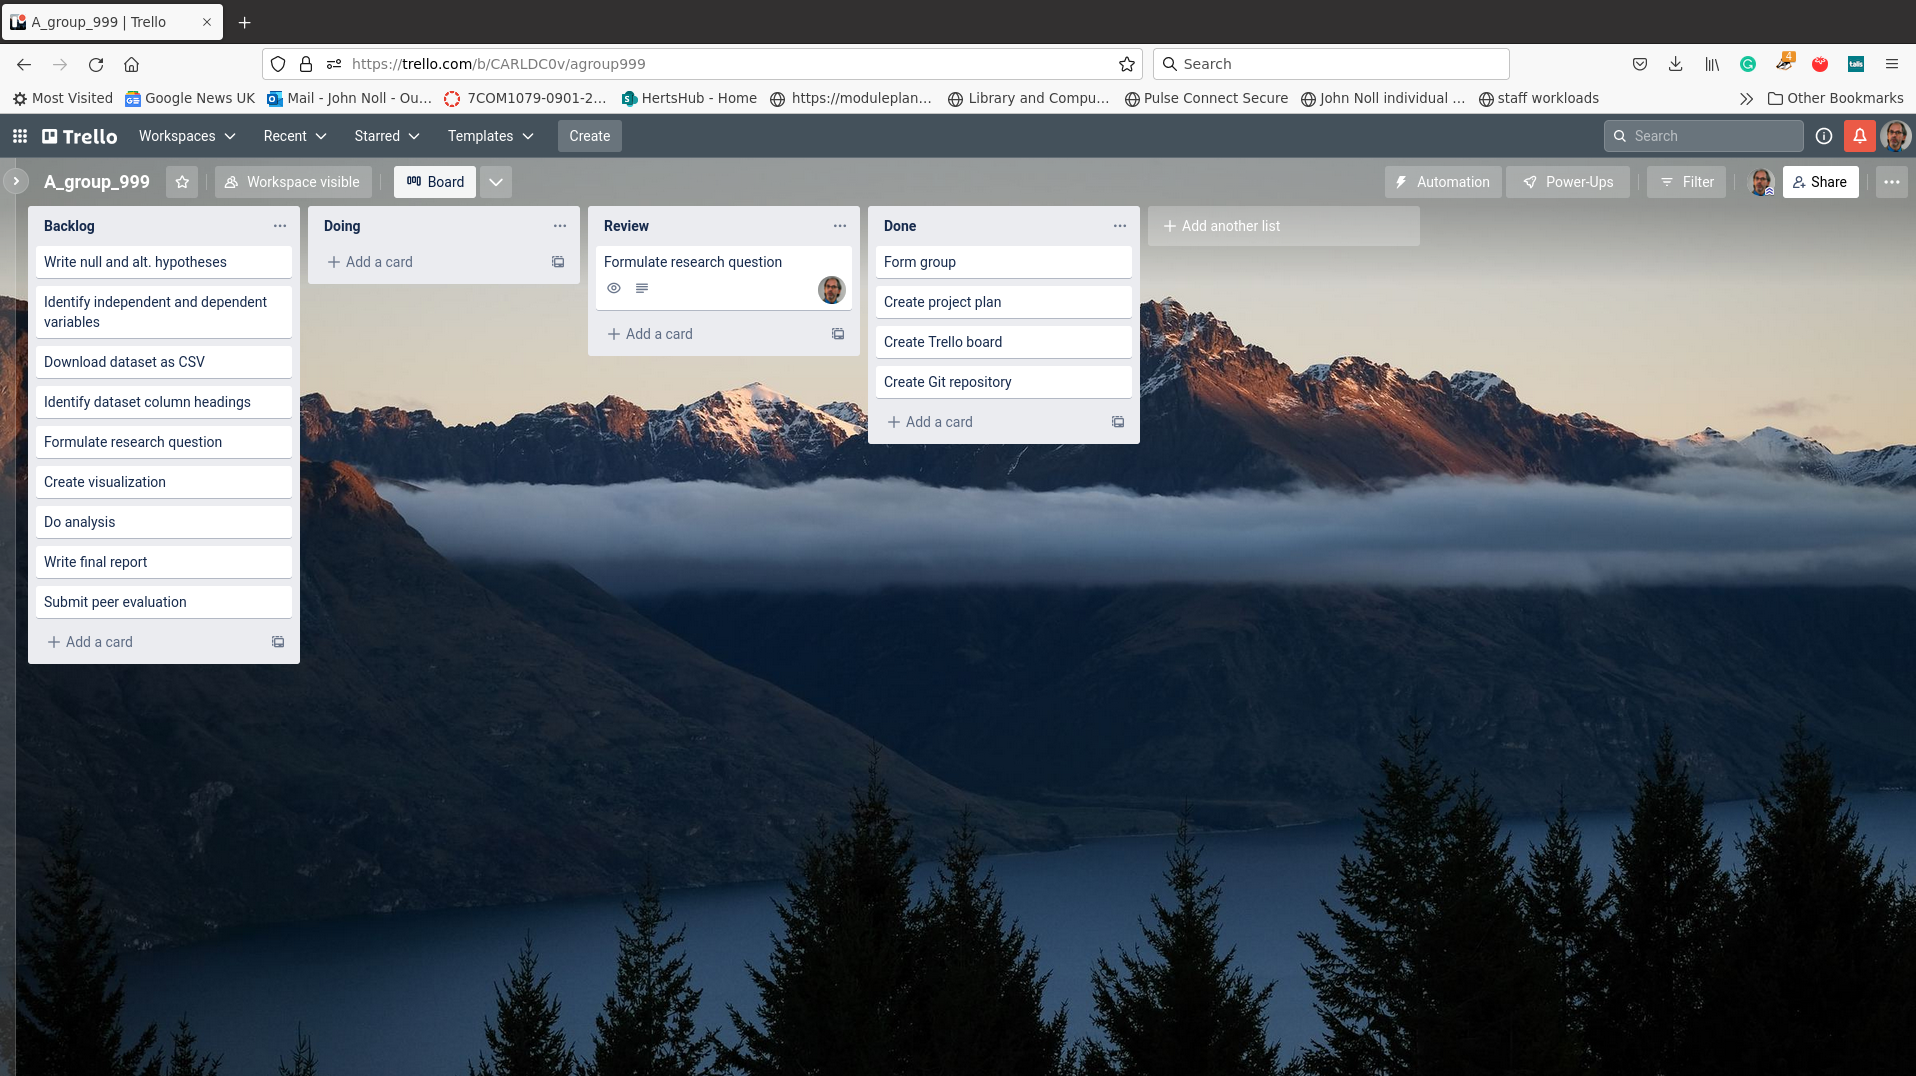 A_group_999 | Trello
https://trello.com/b/CARLDC0v/agroup999
Search
4
talis
Most Visited
Google News UK
Mail - John Noll - Ou...
7COM1079-0901-2...
HertsHub - Home
https://moduleplan...
Library and Compu...
Pulse Connect Secure
John Noll individual ...
staff workloads
Other Bookmarks
Trello
Workspaces
Recent
Starred
Templates
Create
Search
A_group_999
Workspace visible
Board
Automation
Power-Ups
Filter
Share
Backlog
Write null and alt. hypotheses
Identify independent and dependent
variables
Download dataset as CSV
Identify dataset column headings
Formulate research question
Create visualization
Do analysis
Write final report
Submit peer evaluation
Add a card
Doing
Add a card
Review
Formulate research question
Add a card
Done
Form group
Create project plan
Create Trello board
Create Git repository
Add a card
Add another list